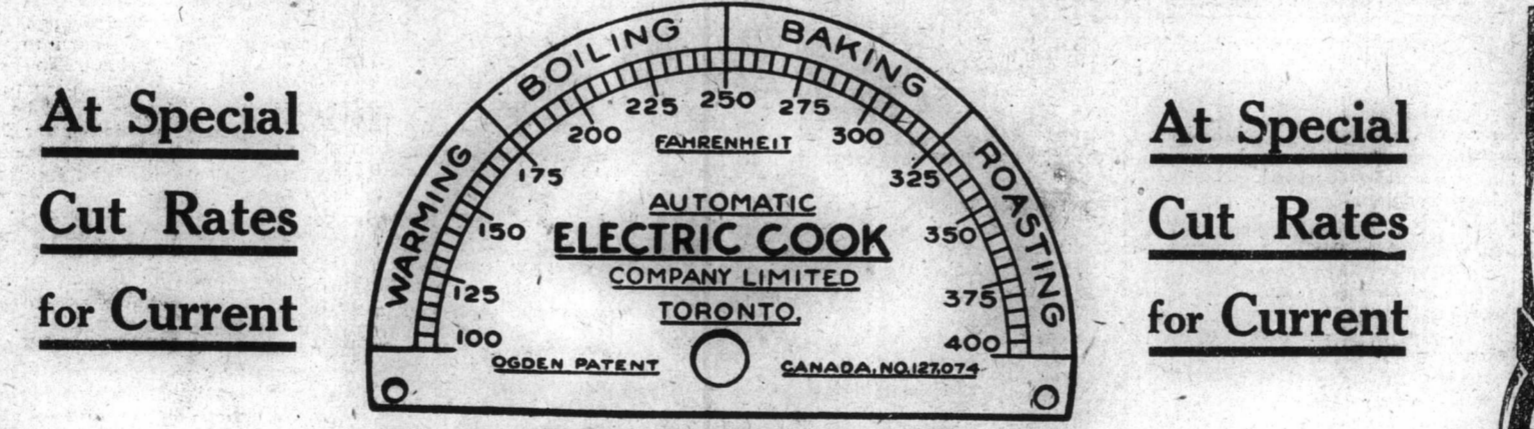 At Special
Cut Rates
for Current
WARMING
BOILING
BAKING
ROASTING
100
125
150
175
200
225
250
275
300
325
350
375
400
FAHRENHEIT
AUTOMATIC
ELECTRIC COOK
COMPANY LIMITED
TORONTO.
OGDEN PATENT
CANADA, NO. 127,074
At Special
Cut Rates
for Current